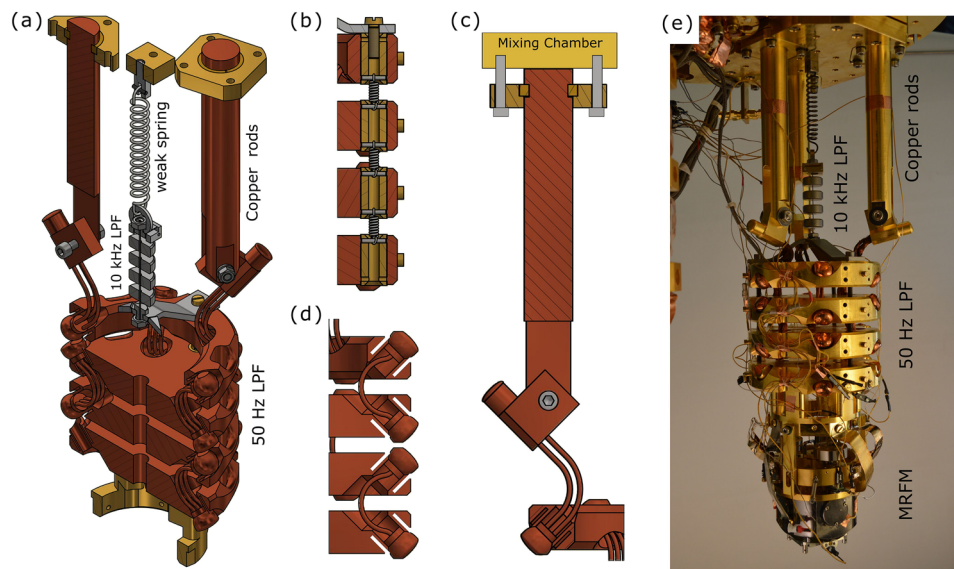 (a)
weak spring
Copper rods
10 kHz LPF
50 Hz LPF
(b)
(c)
Mixing Chamber
(d)
(e)
Copper rods
10 kHz LPF
50 Hz LPF
MRFM